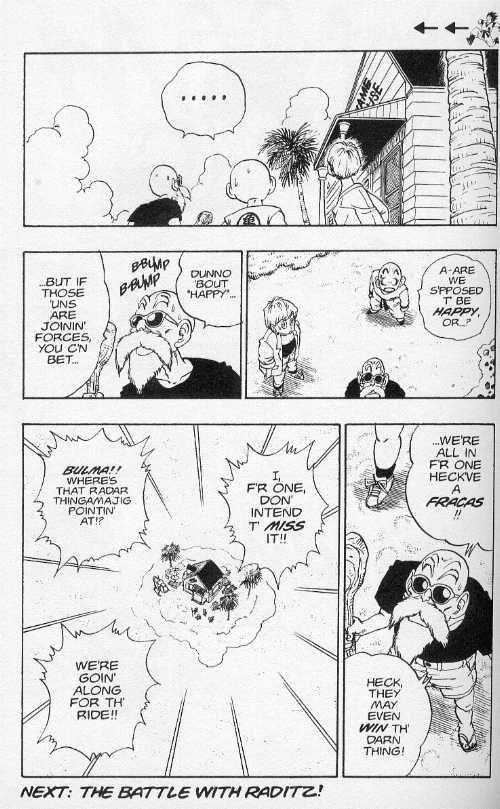 AME
USE
.....
A-ARE
WE
S'PPOSED
T' BE
HAPPY,
OR...?
DUNNO
'BOUT
"HAPPY"...
B-BUMP
B-BUMP
...BUT IF
THOSE
'UNS
ARE
JOININ'
FORCES,
YOU C'N
BET...
...WE'RE
ALL IN
F'R ONE
HECK'VE
A
FRACAS
!!
HECK,
THEY
MAY
EVEN
WIN TH'
DARN
THING!
I,
F'R ONE,
DON'
INTEND
T' MISS
IT!!
BULMA!!
WHERE'S
THAT RADAR
THINGAMAJIG
POINTIN'
AT!?
WE'RE
GOIN'
ALONG
FOR TH'
RIDE!!
NEXT: THE BATTLE WITH RADITZ!